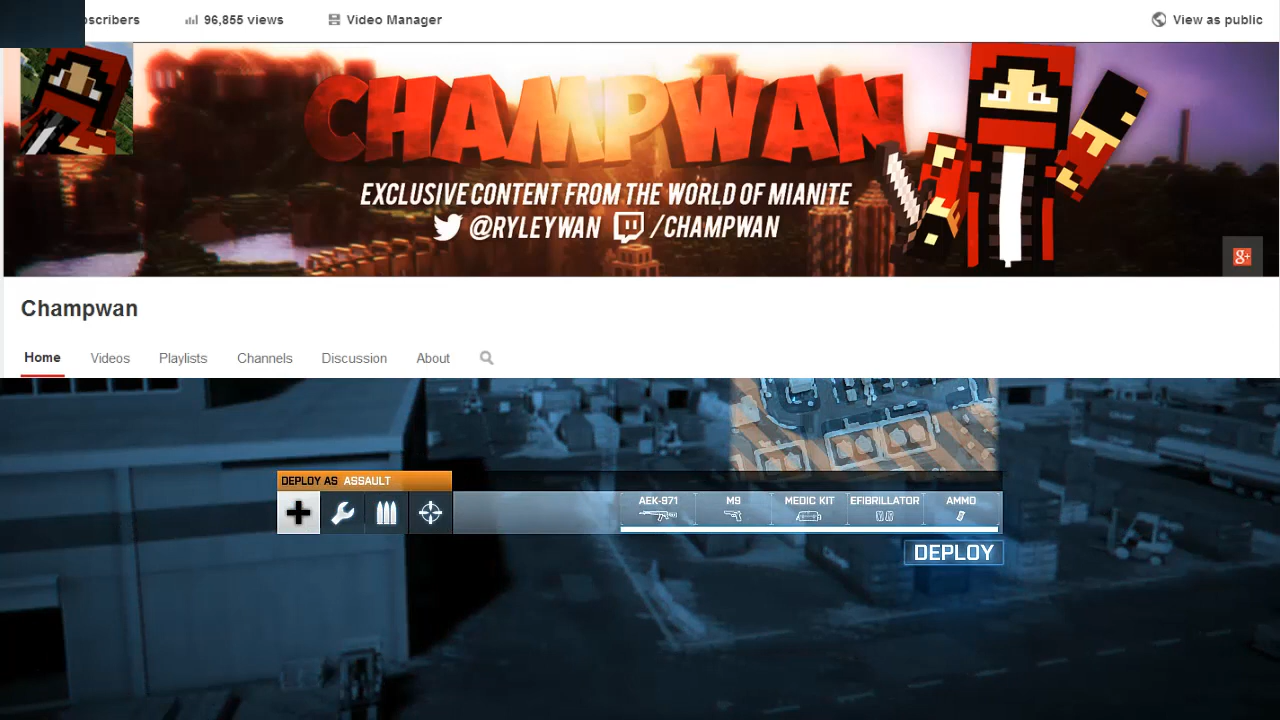 bscribers 96,855 views Video Manager View as public
CHAMPWAN
EXCLUSIVE CONTENT FROM THE WORLD OF MIANITE
@RYLEYWAN /CHAMPWAN
g+
Champwan
Home Videos Playlists Channels Discussion About
DEPLOY AS ASSAULT
AEK-971 M9 MEDIC KIT EFIBRILLATOR AMMO
DEPLOY